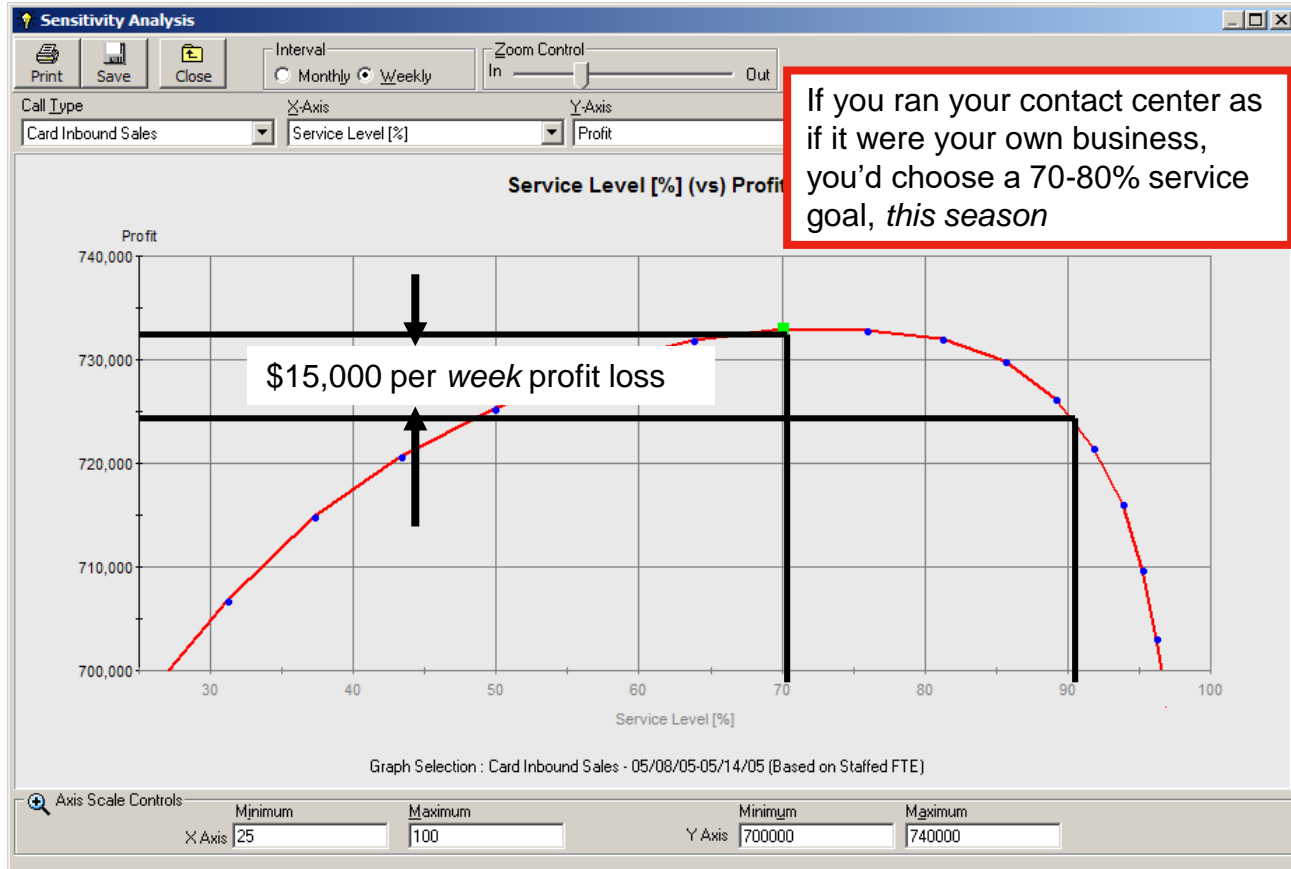 Sensitivity Analysis
Print Save Close
Interval
Monthly Weekly
Zoom Control
In Out
Call Type X-Axis Y-Axis
Card Inbound Sales Service Level [%] Profit
If you ran your contact center as
if it were your own business,
you’d choose a 70-80% service
goal, this season
Service Level [%] (vs) Profit
Profit
740,000
730,000
$15,000 per week profit loss
720,000
710,000
700,000
30 40 50 60 70 80 90 100
Service Level [%]
Graph Selection : Card Inbound Sales - 05/08/05-05/14/05 (Based on Staffed FTE)
Axis Scale Controls
Minimum Maximum Minimum Maximum
X Axis 25 100 Y Axis 700000 740000